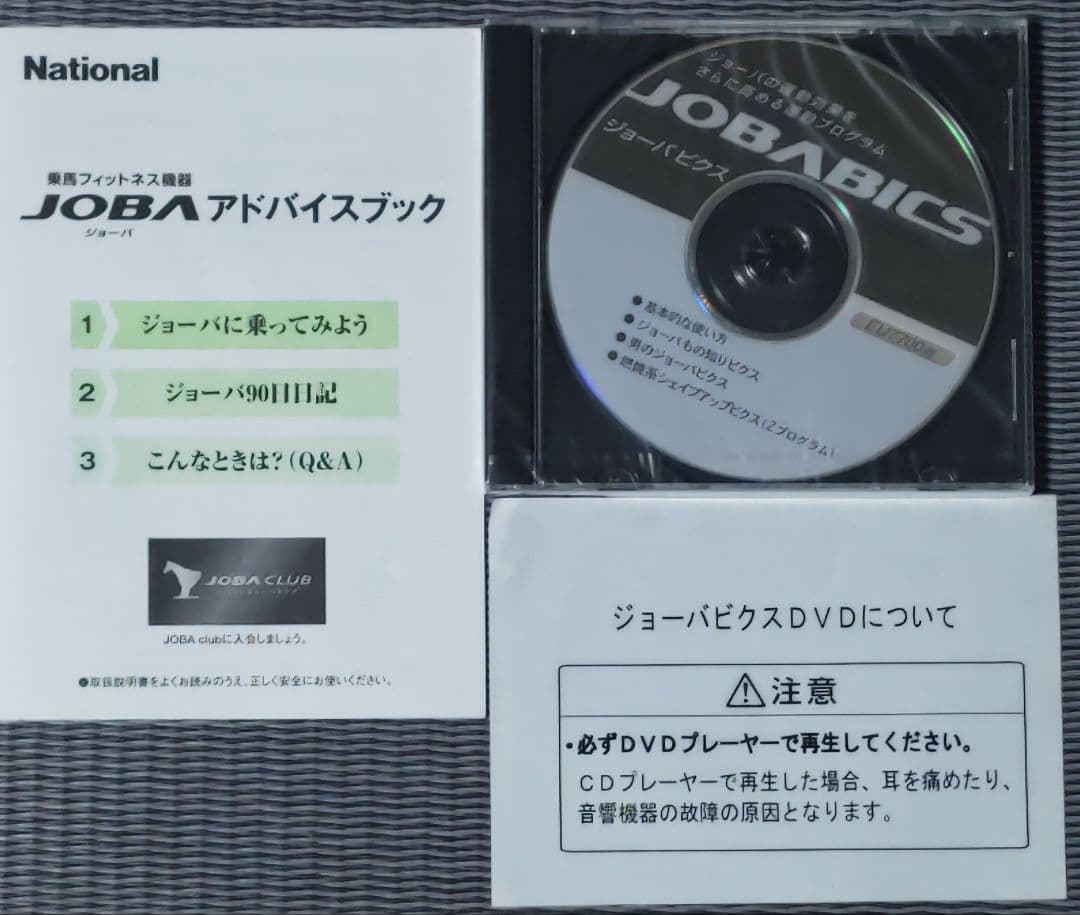 National
乗馬フィットネス機器
JOBA アドバイスブック
ジョーバ
1 ジョーバに乗ってみよう
2 ジョーバ90日日記
3 こんなときは?(Q&A)
JOBA CLUB
JOBA clubに入会しましょう。
●取扱説明書をよくお読みのうえ、正しく安全にお使いください。
ジョーバの運動効果を
さらに高める運動プログラム
JOBABICS
ジョーバビクス
●基本的な使い方
●ジョーバもの知りビクス
●男のジョーバビクス
●燃焼系シェイプアップビクス(Zプログラム)
ジョーバビクスDVDについて
⚠注意
・必ずDVDプレーヤーで再生してください。
CDプレーヤーで再生した場合、耳を痛めたり、
音響機器の故障の原因となります。